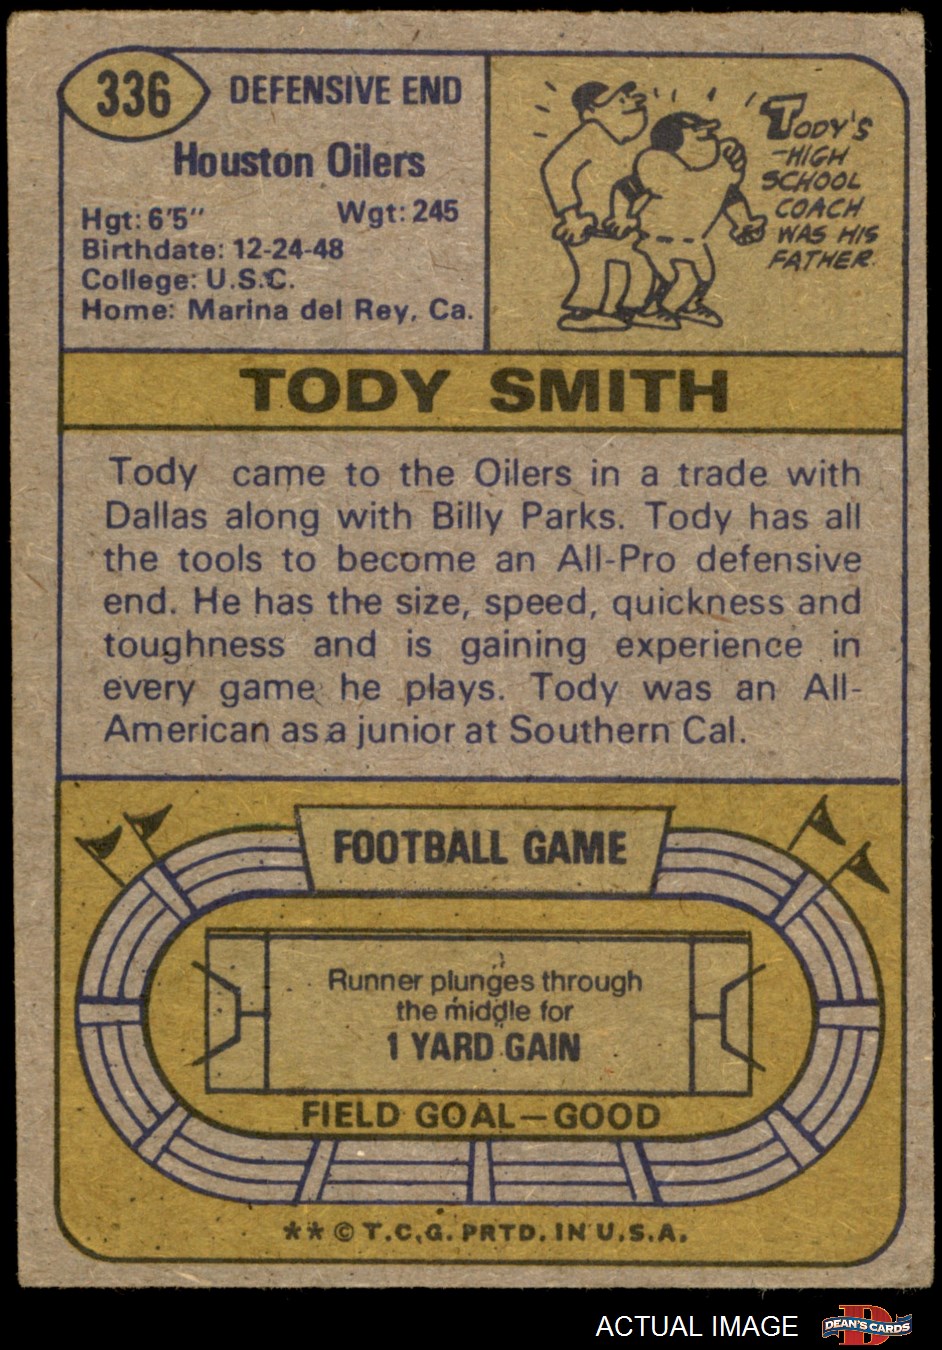 336
DEFENSIVE END
Houston Oilers
Hgt: 6'5" Wgt: 245
Birthdate: 12-24-48
College: U.S.C.
Home: Marina del Rey, Ca.
TODY'S
HIGH
SCHOOL
COACH
WAS HIS
FATHER.
TODY SMITH
Tody came to the Oilers in a trade with
Dallas along with Billy Parks. Tody has all
the tools to become an All-Pro defensive
end. He has the size, speed, quickness and
toughness and is gaining experience in
every game he plays. Tody was an All-
American as a junior at Southern Cal.
FOOTBALL GAME
Runner plunges through
the middle for
1 YARD GAIN
FIELD GOAL—GOOD
** © T.C.G. PRTD. IN U.S.A.
ACTUAL IMAGE
DEAN'S CARDS